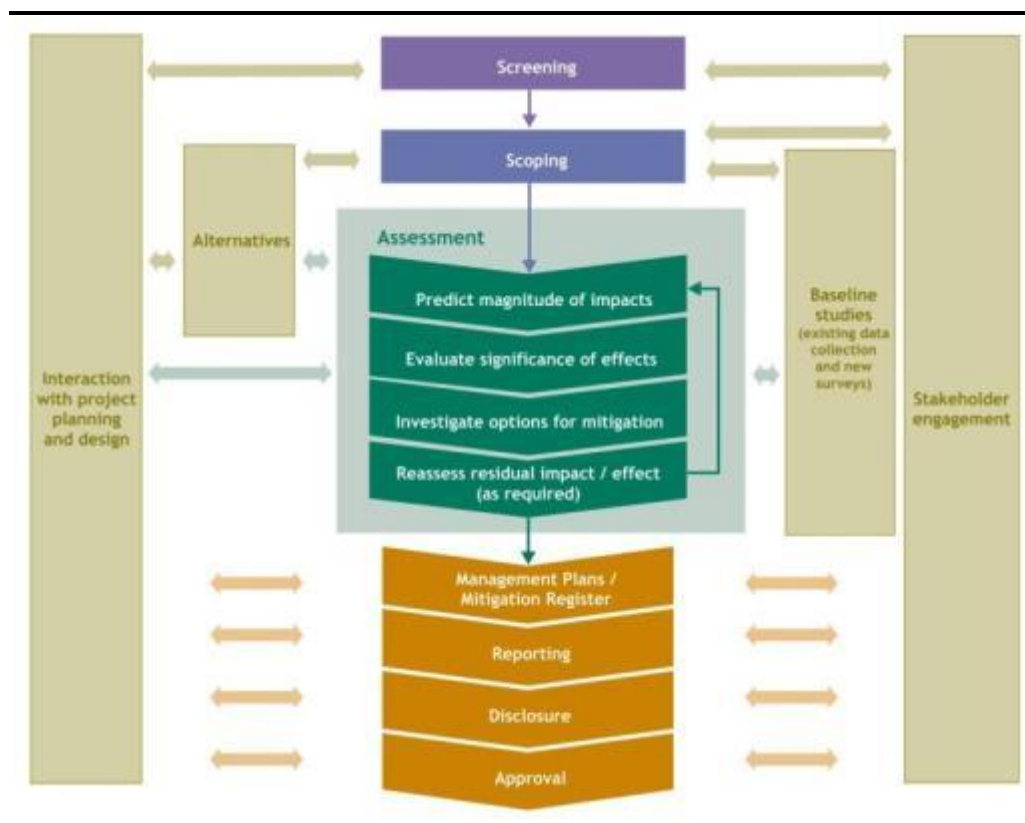 Screening
Scoping
Alternatives
Assessment
Predict magnitude of impacts
Evaluate significance of effects
Investigate options for mitigation
Reassess residual impact / effect
(as required)
Interaction
with project
planning
and design
Baseline
studies
(existing data
collection
and new
surveys)
Stakeholder
engagement
Management Plans /
Mitigation Register
Reporting
Disclosure
Approval